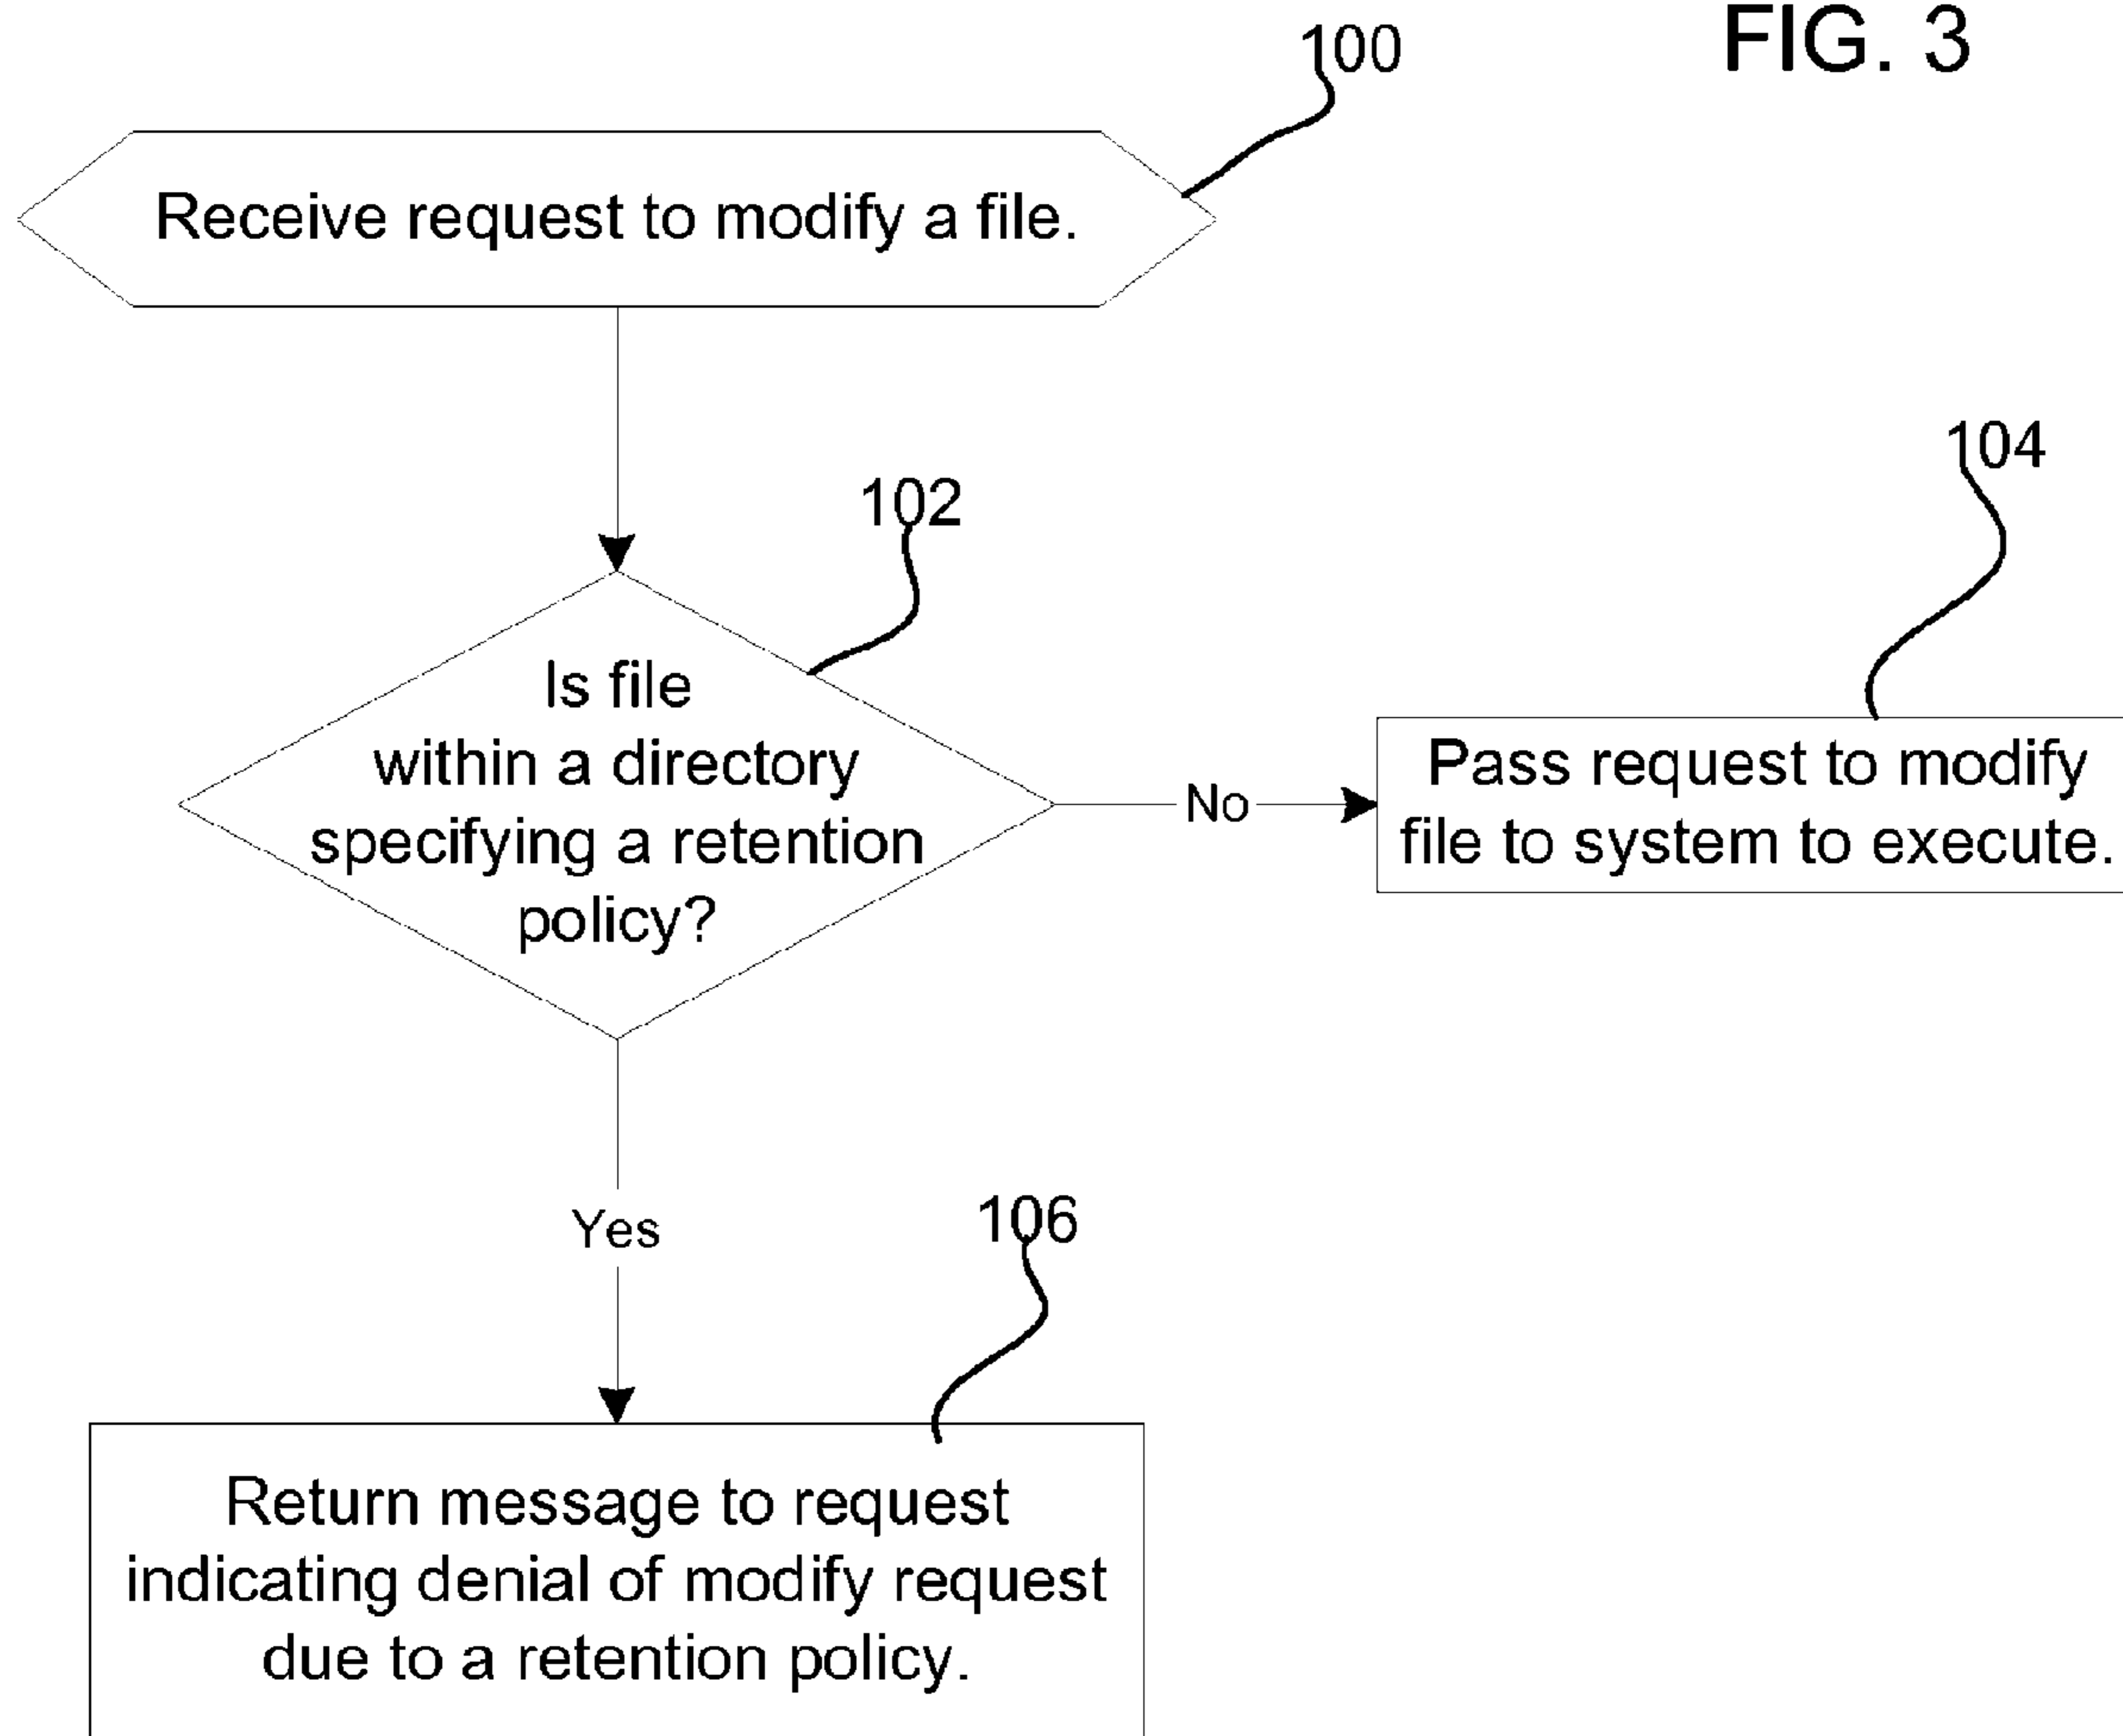 FIG. 3
100
Receive request to modify a file.
102
Is file
within a directory
specifying a retention
policy?
No
104
Pass request to modify
file to system to execute.
Yes
106
Return message to request
indicating denial of modify request
due to a retention policy.